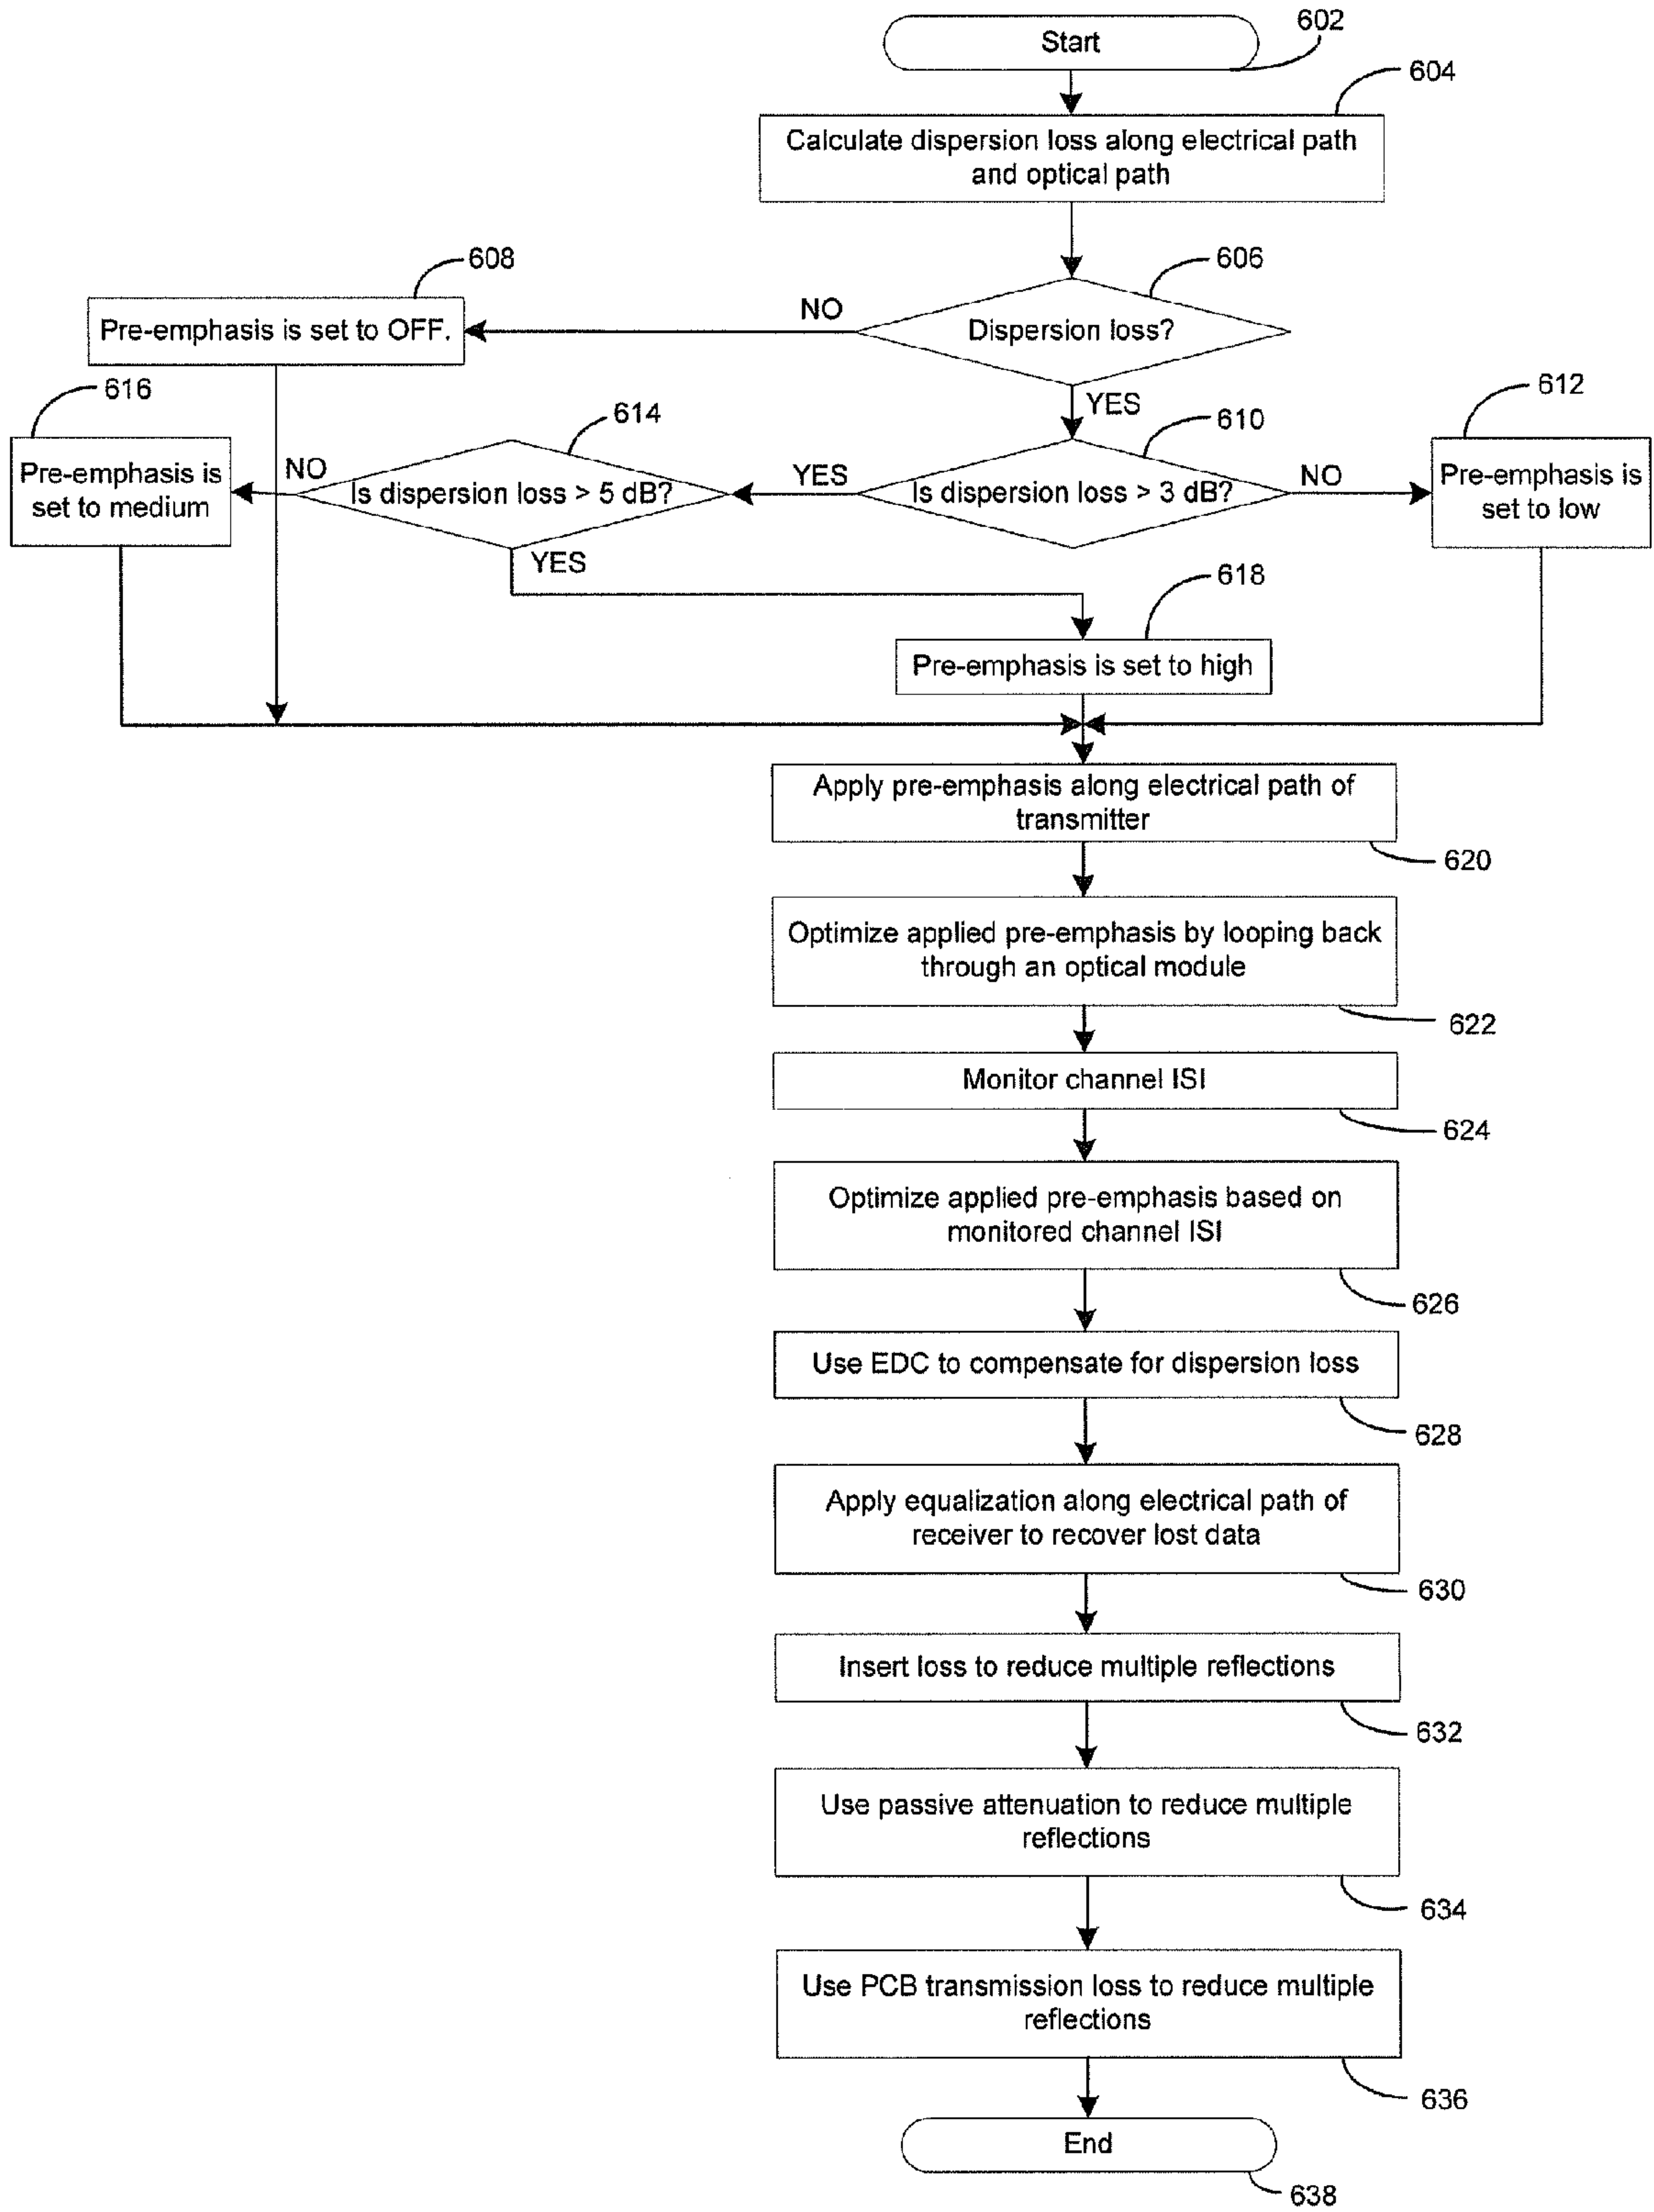 602
Start
604
Calculate dispersion loss along electrical path
and optical path
608
606
NO
Pre-emphasis is set to OFF.
Dispersion loss?
616
612
YES
614
610
Pre-emphasis is
set to medium
NO
Is dispersion loss > 5 dB?
YES
Is dispersion loss > 3 dB?
NO
Pre-emphasis is
set to low
YES
618
Pre-emphasis is set to high
Apply pre-emphasis along electrical path of
transmitter
620
Optimize applied pre-emphasis by looping back
through an optical module
622
Monitor channel ISI
624
Optimize applied pre-emphasis based on
monitored channel ISI
626
Use EDC to compensate for dispersion loss
628
Apply equalization along electrical path of
receiver to recover lost data
630
Insert loss to reduce multiple reflections
632
Use passive attenuation to reduce multiple
reflections
634
Use PCB transmission loss to reduce multiple
reflections
636
End
638